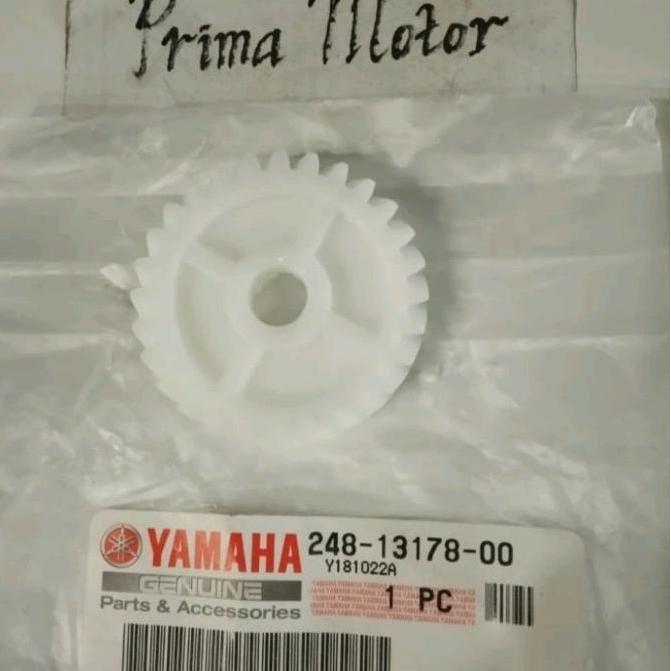 Prima Motor
YAMAHA 248-13178-00
Y181022A
GENUINE
1 PC
Parts & Accessories